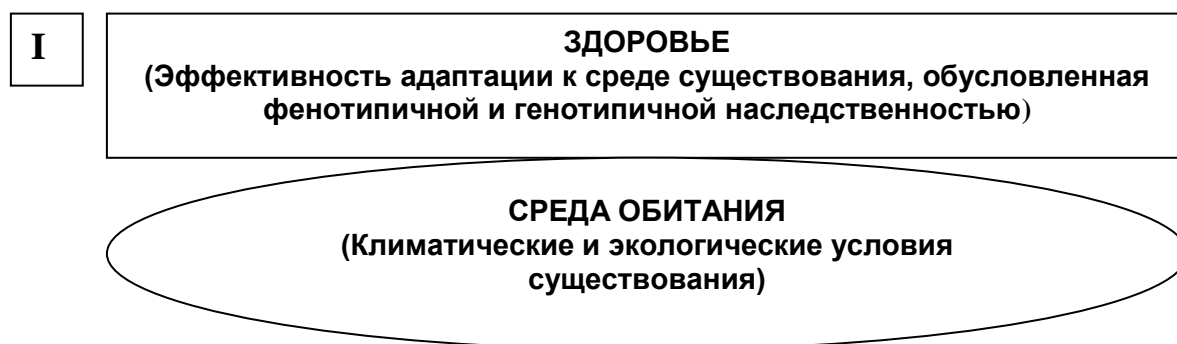 I
ЗДОРОВЬЕ
(Эффективность адаптации к среде существования, обусловленная
фенотипичной и генотипичной наследственностью)
СРЕДА ОБИТАНИЯ
(Климатические и экологические условия
существования)